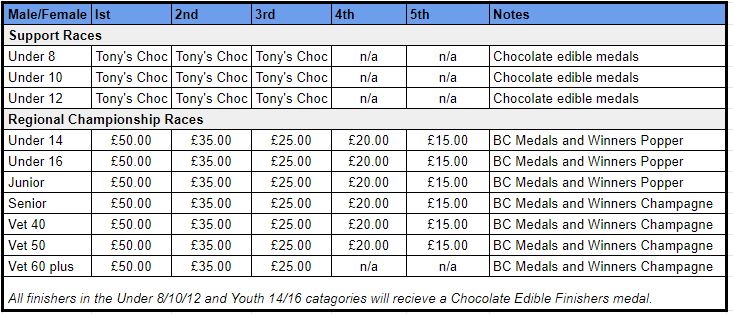 Male/Female Ist 2nd 3rd 4th 5th Notes
Support Races
Under 8 Tony's Choc Tony's Choc Tony's Choc n/a n/a Chocolate edible medals
Under 10 Tony's Choc Tony's Choc Tony's Choc n/a n/a Chocolate edible medals
Under 12 Tony's Choc Tony's Choc Tony's Choc n/a n/a Chocolate edible medals
Regional Championship Races
Under 14 £50.00 £35.00 £25.00 £20.00 £15.00 BC Medals and Winners Popper
Under 16 £50.00 £35.00 £25.00 £20.00 £15.00 BC Medals and Winners Popper
Junior £50.00 £35.00 £25.00 £20.00 £15.00 BC Medals and Winners Popper
Senior £50.00 £35.00 £25.00 £20.00 £15.00 BC Medals and Winners Champagne
Vet 40 £50.00 £35.00 £25.00 £20.00 £15.00 BC Medals and Winners Champagne
Vet 50 £50.00 £35.00 £25.00 £20.00 £15.00 BC Medals and Winners Champagne
Vet 60 plus £50.00 £35.00 £25.00 n/a n/a BC Medals and Winners Champagne
All finishers in the Under 8/10/12 and Youth 14/16 catagories will recieve a Chocolate Edible Finishers medal.